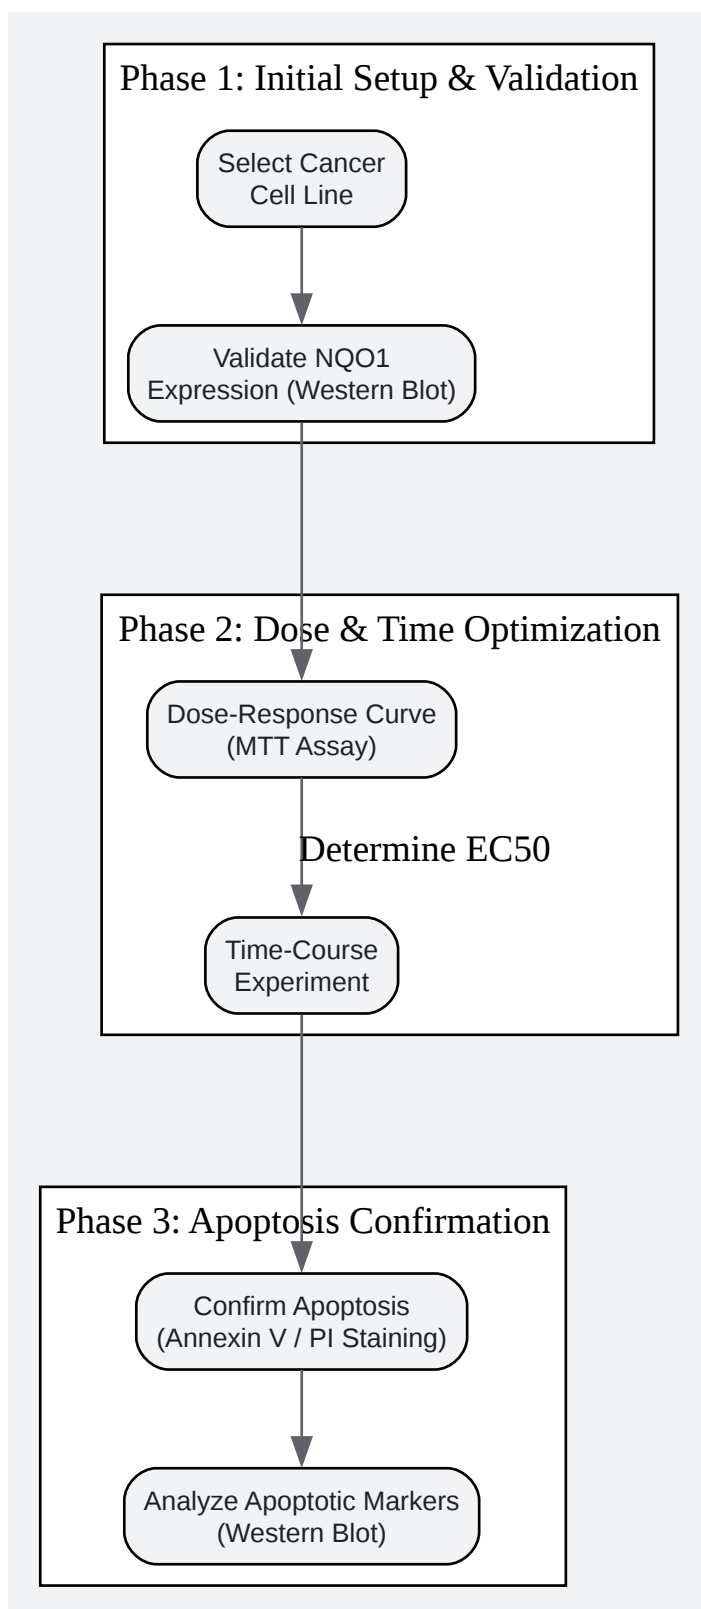 Phase 1: Initial Setup & Validation
Select Cancer
Cell Line
Validate NQO1
Expression (Western Blot)
Phase 2: Dose & Time Optimization
Dose-Response Curve
(MTT Assay)
Determine EC50
Time-Course
Experiment
Phase 3: Apoptosis Confirmation
Confirm Apoptosis
(Annexin V / PI Staining)
Analyze Apoptotic Markers
(Western Blot)